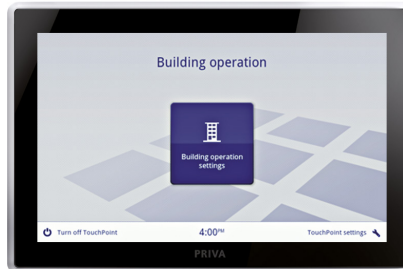 Building operation
Building operation
settings
Turn off TouchPoint
4:00PM
TouchPoint settings
PRIVA